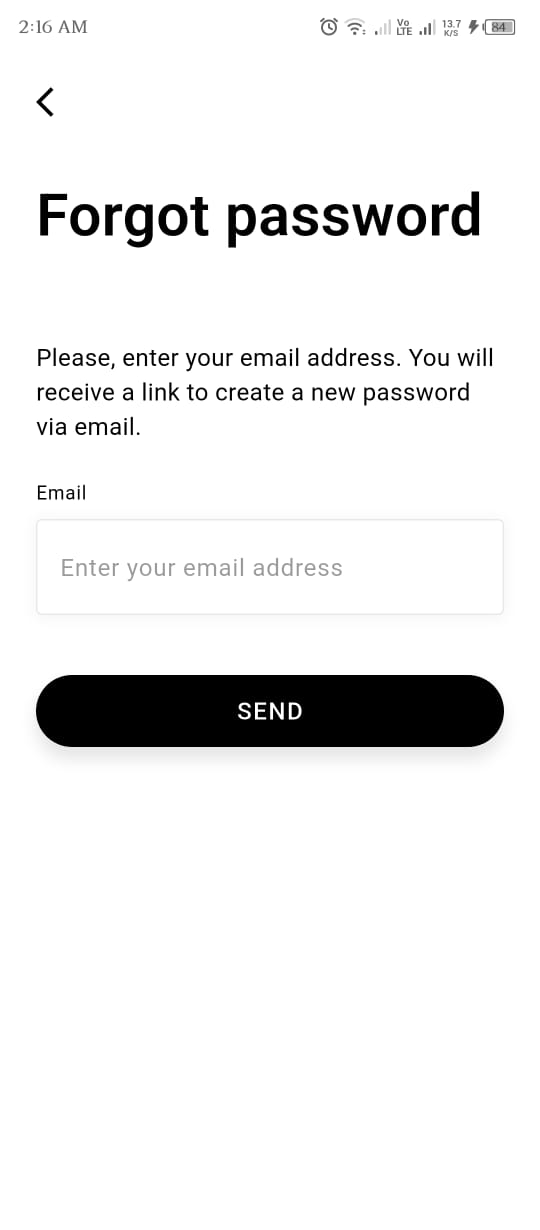 2:16 AM Vo LTE 13.7 K/S 84
Forgot password
Please, enter your email address. You will
receive a link to create a new password
via email.
Email
Enter your email address
SEND